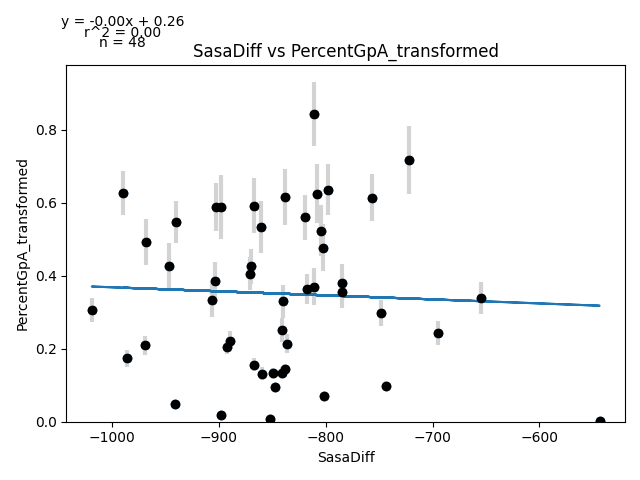 y = -0.00x + 0.26
r^2 = 0.00
n = 48
SasaDiff vs PercentGpA_transformed
PercentGpA_transformed
0.8
0.6
0.4
0.2
0.0
−1000
−900
−800
−700
−600
SasaDiff